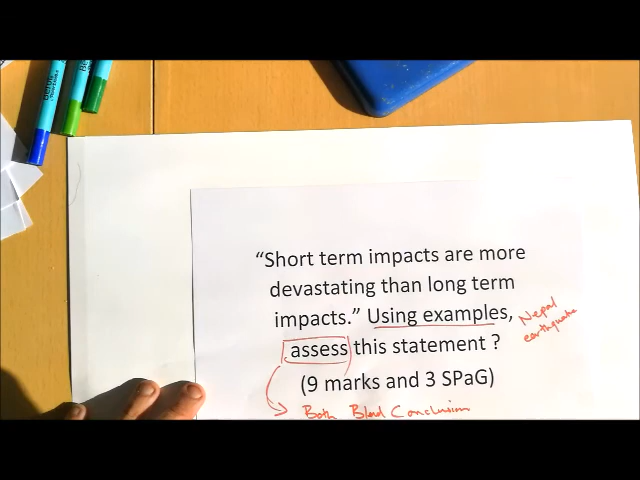 “Short term impacts are more
devastating than long term
impacts.” Using examples,
Nepal
earthquake
assess this statement ?
(9 marks and 3 SPaG)
Both Conclusion